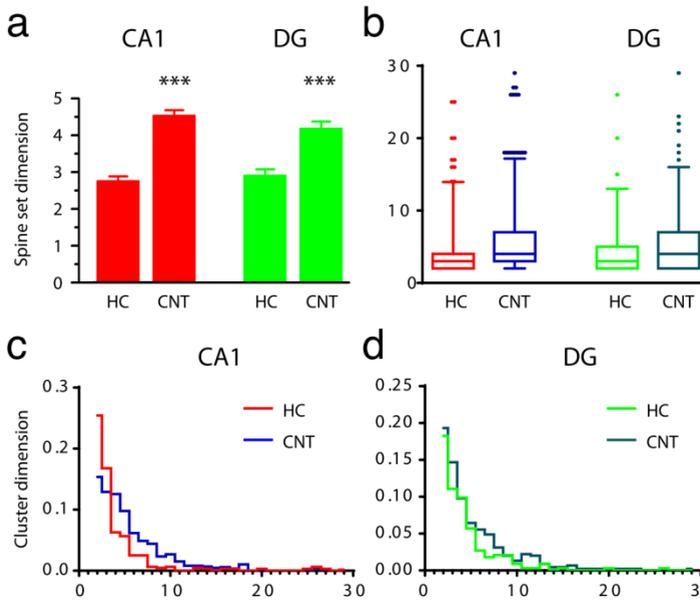 a
CA1 DG
*** ***
Spine set dimension
5
4
3
2
1
0
HC CNT HC CNT
b
CA1 DG
30
20
10
0
HC CNT HC CNT
c
CA1
Cluster dimension
0.3
0.2
0.1
0.0
HC
CNT
0 10 20 30
d
DG
0.25
0.20
0.15
0.10
0.05
0.00
HC
CNT
0 10 20 3